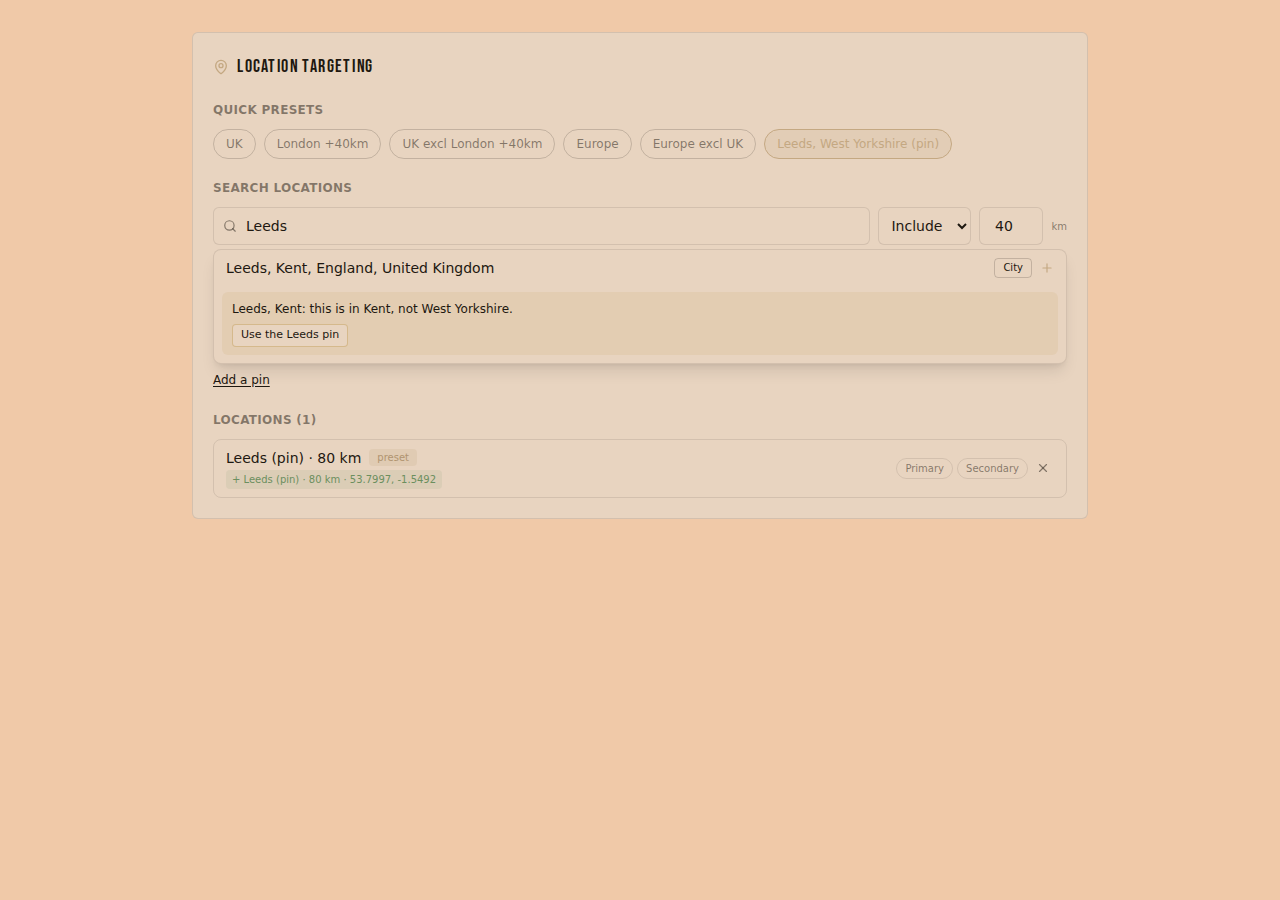 LOCATION TARGETING
QUICK PRESETS
UK London +40km UK excl London +40km Europe Europe excl UK Leeds, West Yorkshire (pin)
SEARCH LOCATIONS
Leeds Include 40 km
Leeds, Kent, England, United Kingdom City +
Leeds, Kent: this is in Kent, not West Yorkshire.
Use the Leeds pin
Add a pin
LOCATIONS (1)
Leeds (pin) · 80 km preset
+ Leeds (pin) · 80 km · 53.7997, -1.5492
Primary Secondary